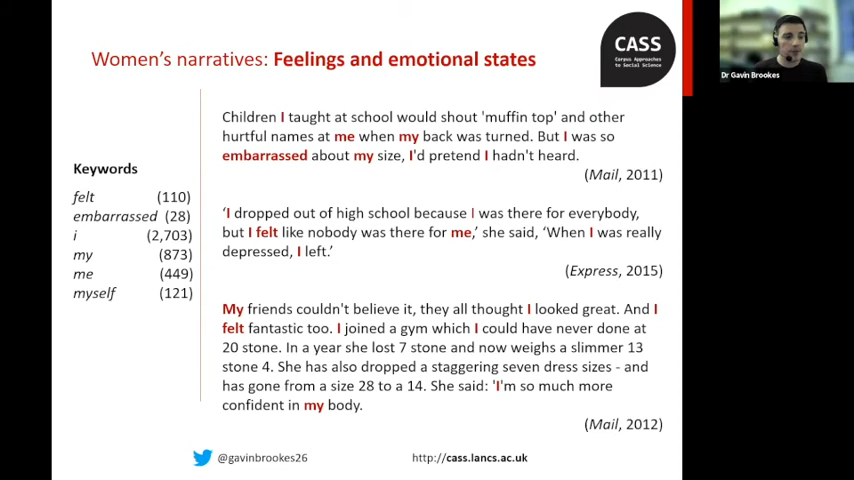 Women's narratives: Feelings and emotional states
CASS
Corpus Approaches
to Social Science
Dr Gavin Brookes
Keywords
felt (110)
embarrassed (28)
i (2,703)
my (873)
me (449)
myself (121)
Children I taught at school would shout 'muffin top' and other
hurtful names at me when my back was turned. But I was so
embarrassed about my size, I'd pretend I hadn't heard.
(Mail, 2011)
‘I dropped out of high school because I was there for everybody,
but I felt like nobody was there for me,’ she said, ‘When I was really
depressed, I left.’
(Express, 2015)
My friends couldn't believe it, they all thought I looked great. And I
felt fantastic too. I joined a gym which I could have never done at
20 stone. In a year she lost 7 stone and now weighs a slimmer 13
stone 4. She has also dropped a staggering seven dress sizes - and
has gone from a size 28 to a 14. She said: 'I'm so much more
confident in my body.
(Mail, 2012)
@gavinbrookes26
http://cass.lancs.ac.uk